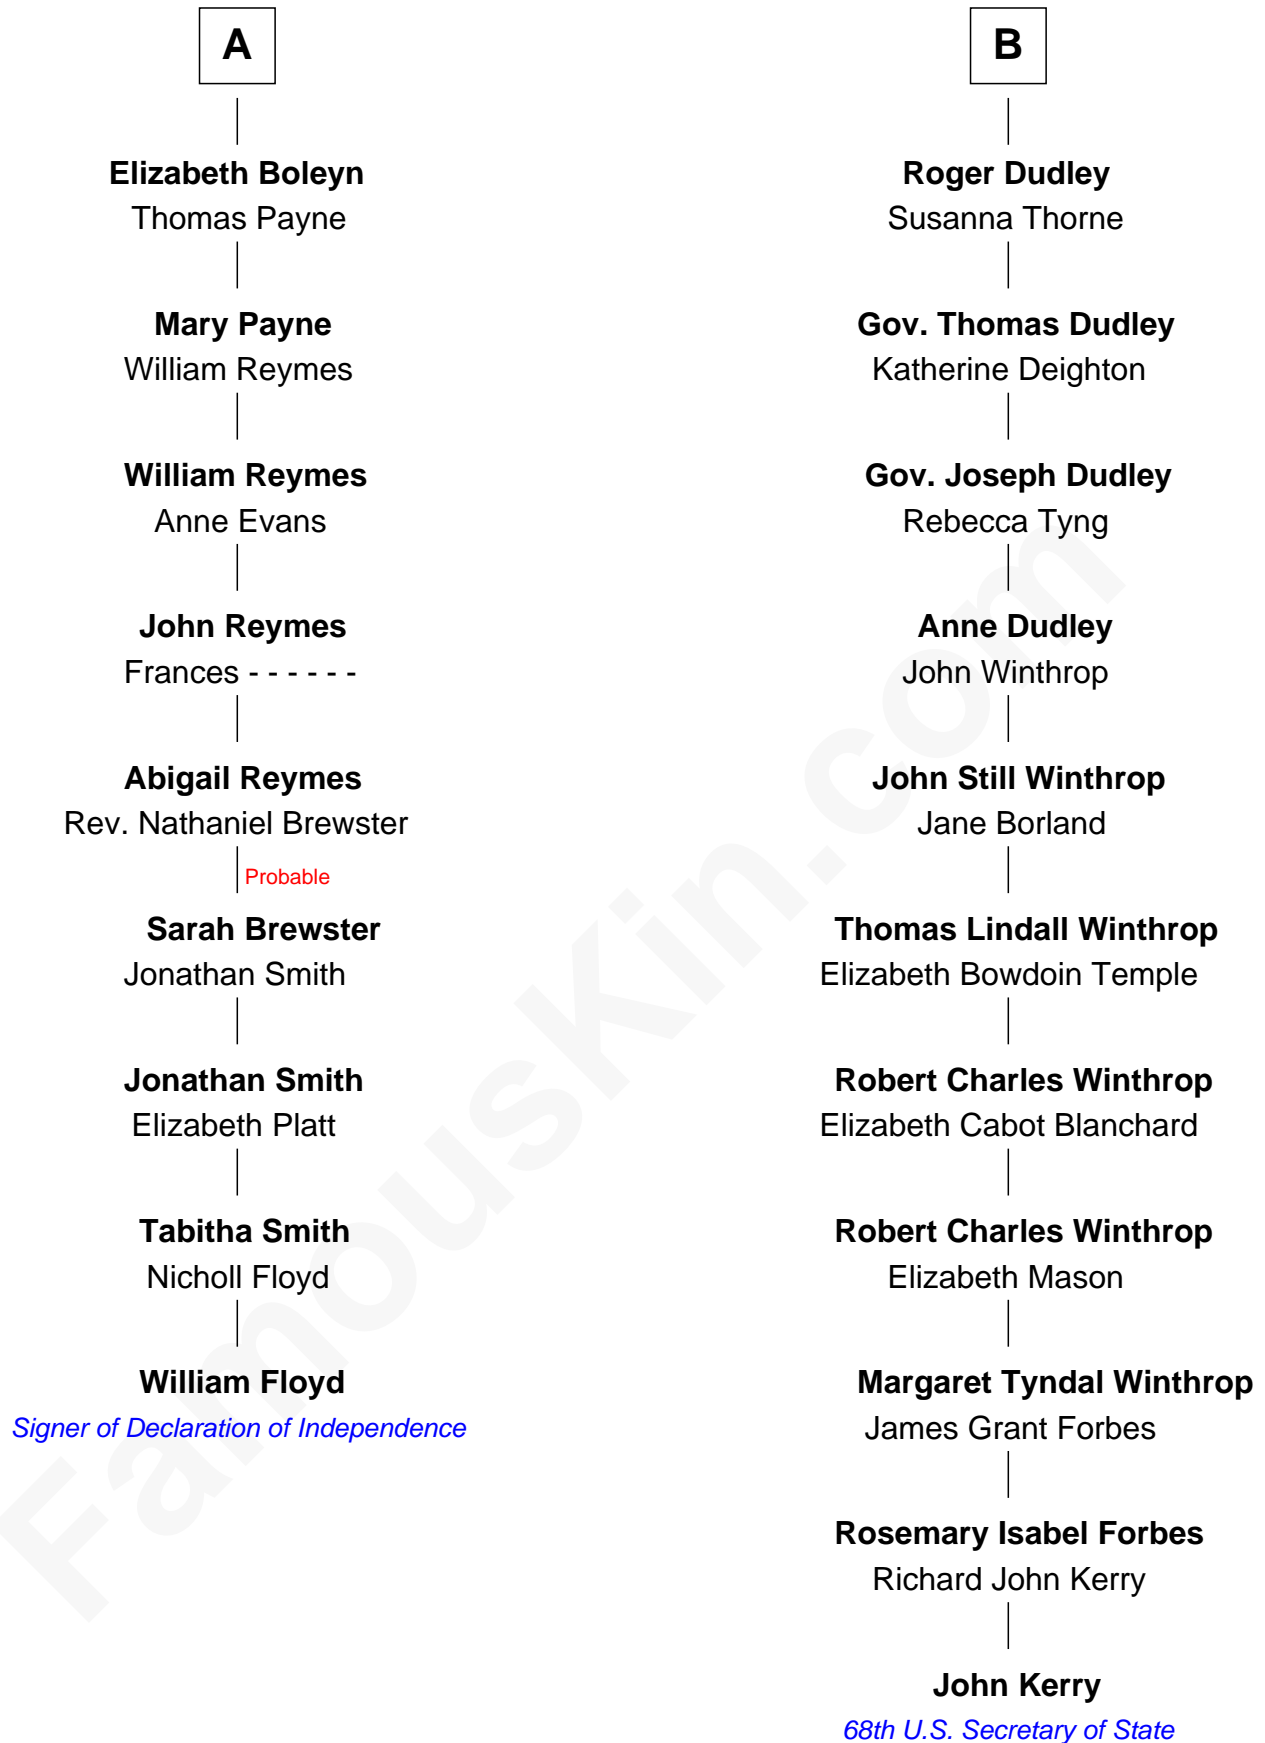 A
Elizabeth Boleyn
Thomas Payne
Mary Payne
William Reymes
William Reymes
Anne Evans
John Reymes
Frances - - - - - -
Abigail Reymes
Rev. Nathaniel Brewster
Probable
Sarah Brewster
Jonathan Smith
Jonathan Smith
Elizabeth Platt
Tabitha Smith
Nicholl Floyd
William Floyd
Signer of Declaration of Independence
B
Roger Dudley
Susanna Thorne
Gov. Thomas Dudley
Katherine Deighton
Gov. Joseph Dudley
Rebecca Tyng
Anne Dudley
John Winthrop
John Still Winthrop
Jane Borland
Thomas Lindall Winthrop
Elizabeth Bowdoin Temple
Robert Charles Winthrop
Elizabeth Cabot Blanchard
Robert Charles Winthrop
Elizabeth Mason
Margaret Tyndal Winthrop
James Grant Forbes
Rosemary Isabel Forbes
Richard John Kerry
John Kerry
68th U.S. Secretary of State
FamousKin.com